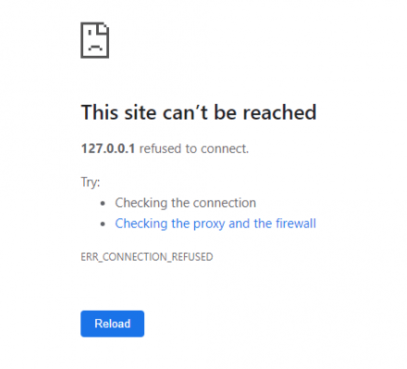 This site can’t be reached
127.0.0.1 refused to connect.
Try:
• Checking the connection
• Checking the proxy and the firewall
ERR_CONNECTION_REFUSED
Reload